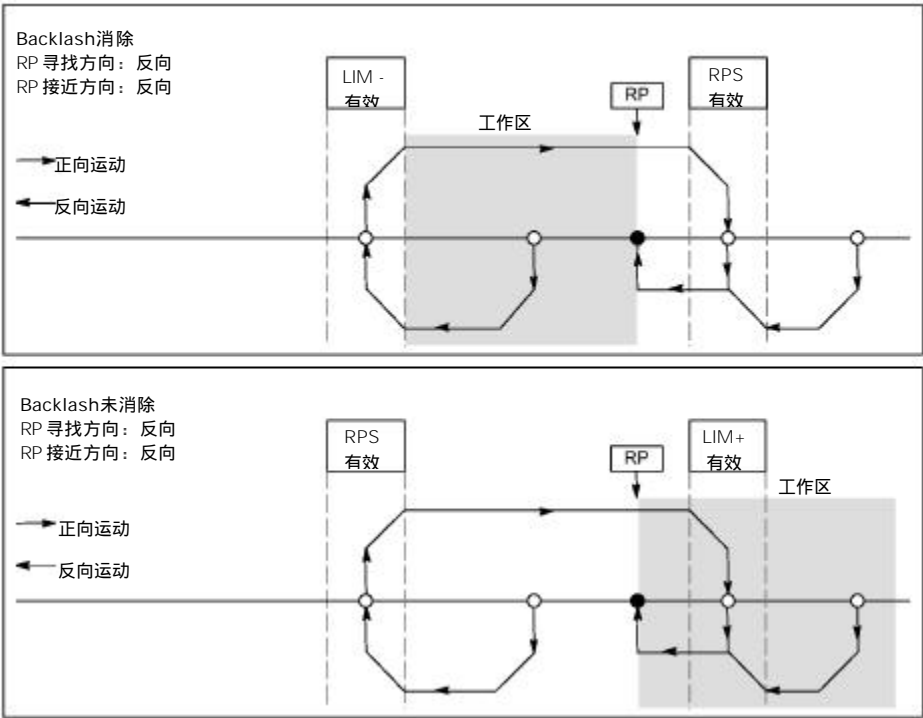 Backlash消除
RP 寻找方向：反向
RP 接近方向：反向
LIM -
有效
RP
RPS
有效
工作区
正向运动
反向运动
Backlash未消除
RP 寻找方向：反向
RP 接近方向：反向
RPS
有效
RP
LIM+
有效
工作区
正向运动
反向运动